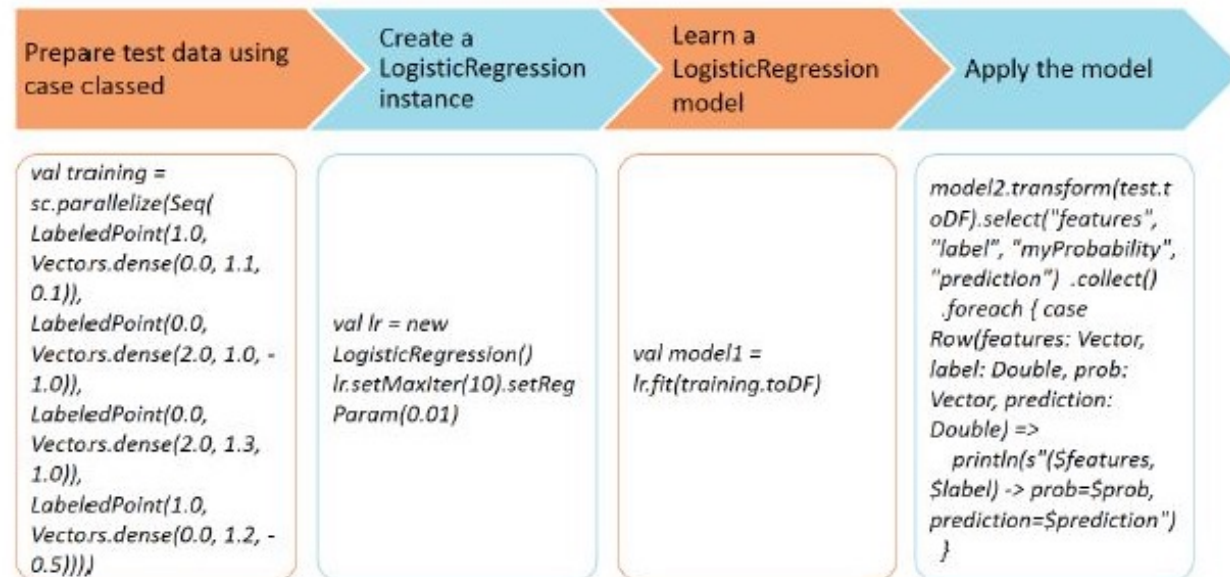 Prepare test data using
case classed
Create a
LogisticRegression
instance
Learn a
LogisticRegression
model
Apply the model
val training =
sc.parallelize(Seq(
LabeledPoint(1.0,
Vectors.dense(0.0, 1.1,
0.1)),
LabeledPoint(0.0,
Vectors.dense(2.0, 1.0, -
1.0)),
LabeledPoint(0.0,
Vectors.dense(2.0, 1.3,
1.0)),
LabeledPoint(1.0,
Vectors.dense(0.0, 1.2, -
0.5))))
val lr = new
LogisticRegression()
lr.setMaxIter(10).setReg
Param(0.01)
val model1 =
lr.fit(training.toDF)
model2.transform(test.t
oDF).select("features",
"label", "myProbability",
"prediction") .collect()
.foreach { case
Row(features: Vector,
label: Double, prob:
Vector, prediction:
Double) =>
println(s"($features,
$label) -> prob=$prob,
prediction=$prediction")
}